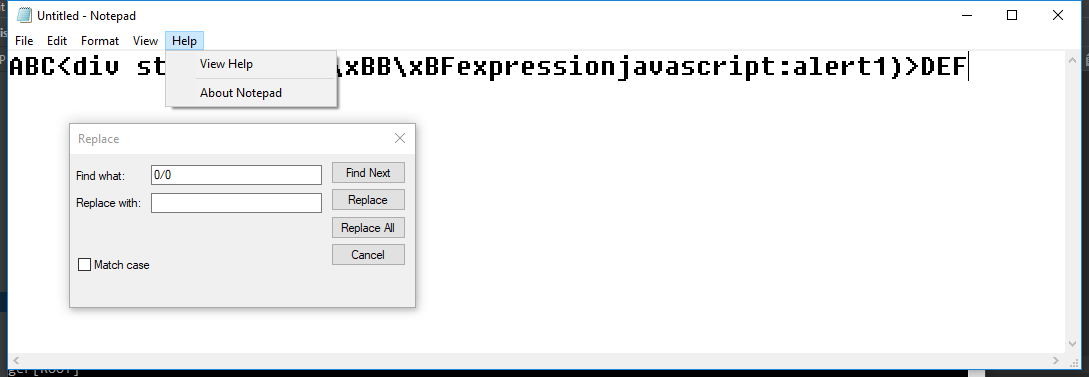 Untitled - Notepad
File Edit Format View Help
ABC<div st \xBB\xBFexpressionjavascript:alert1)>DEF
View Help
About Notepad
Replace
Find what: 0/0 Find Next
Replace with: Replace
Replace All
Cancel
Match case